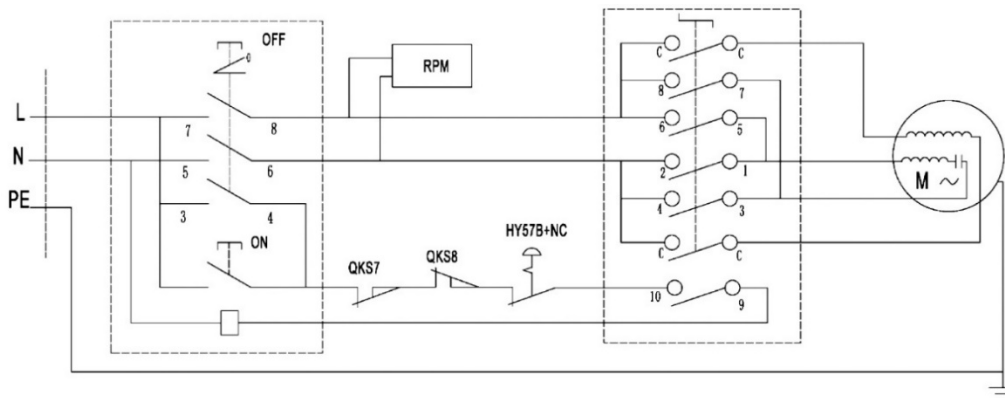 OFF
0
RPM
L
7 8
N
5 6
PE
3 4
ON
QKS7
QKS8
HY57B+NC
C C
8 7
6 5
2 1
4 3
C C
10 9
M ~